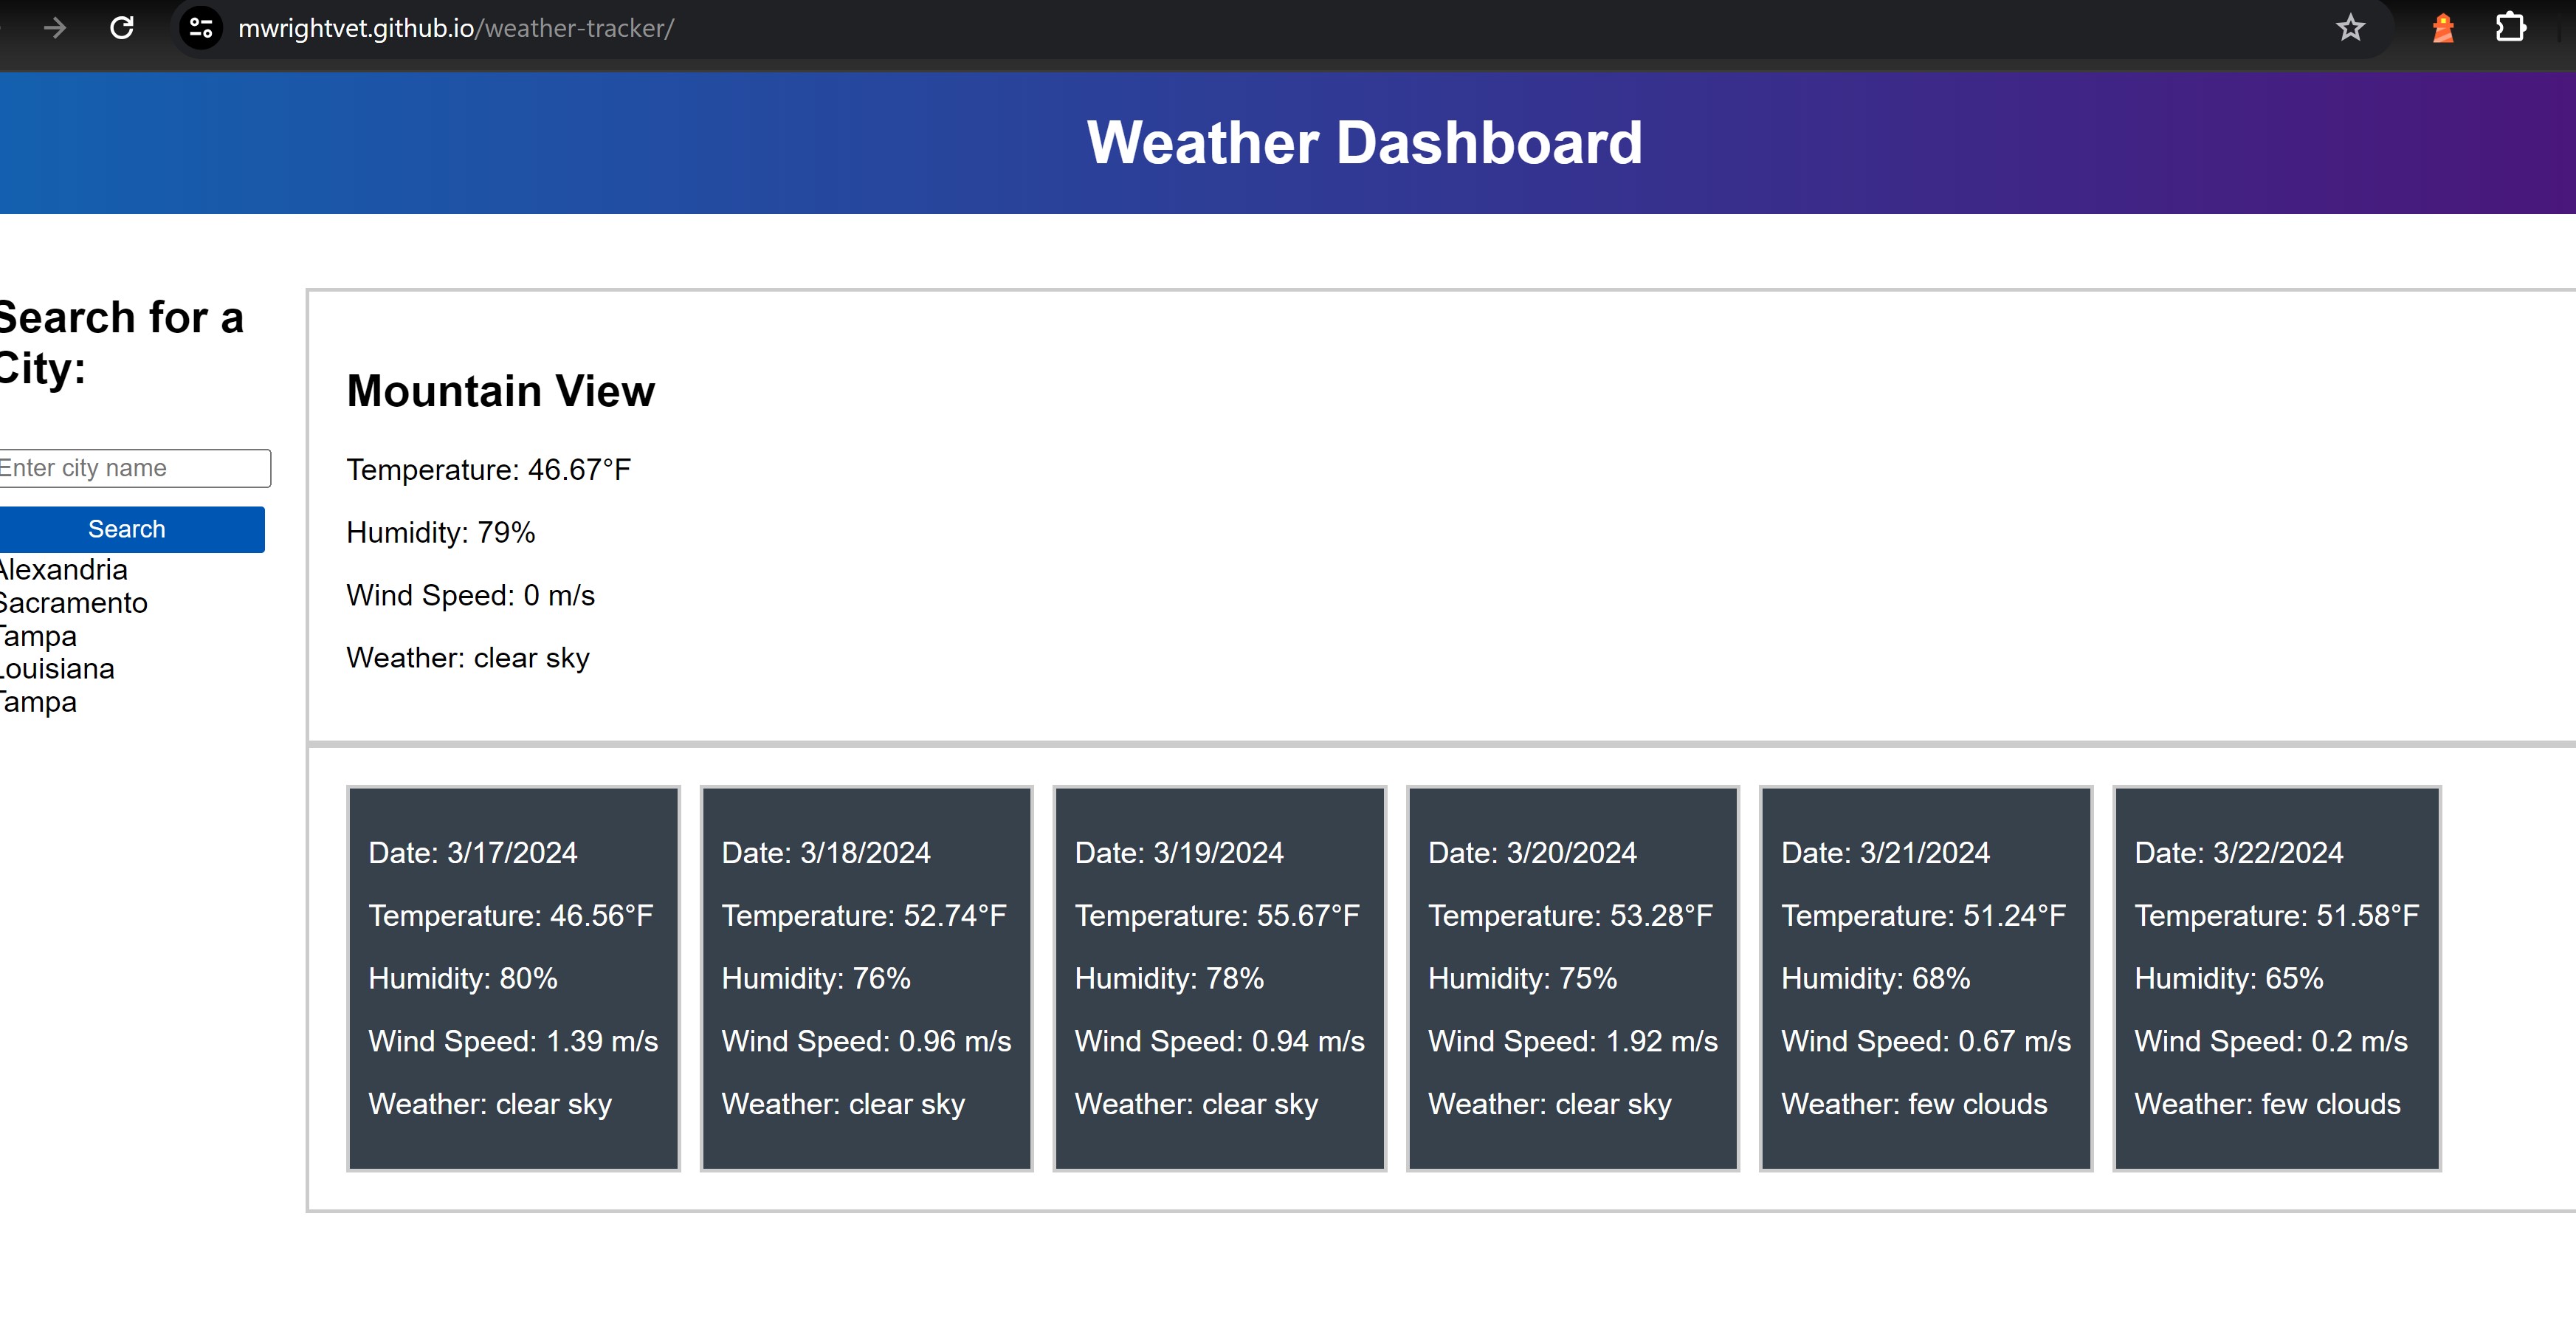 mwrightvet.github.io/weather-tracker/
Weather Dashboard
Search for a
City:
Enter city name
Search
Alexandria
Sacramento
Tampa
Louisiana
Tampa
Mountain View
Temperature: 46.67°F
Humidity: 79%
Wind Speed: 0 m/s
Weather: clear sky
Date: 3/17/2024
Temperature: 46.56°F
Humidity: 80%
Wind Speed: 1.39 m/s
Weather: clear sky
Date: 3/18/2024
Temperature: 52.74°F
Humidity: 76%
Wind Speed: 0.96 m/s
Weather: clear sky
Date: 3/19/2024
Temperature: 55.67°F
Humidity: 78%
Wind Speed: 0.94 m/s
Weather: clear sky
Date: 3/20/2024
Temperature: 53.28°F
Humidity: 75%
Wind Speed: 1.92 m/s
Weather: clear sky
Date: 3/21/2024
Temperature: 51.24°F
Humidity: 68%
Wind Speed: 0.67 m/s
Weather: few clouds
Date: 3/22/2024
Temperature: 51.58°F
Humidity: 65%
Wind Speed: 0.2 m/s
Weather: few clouds